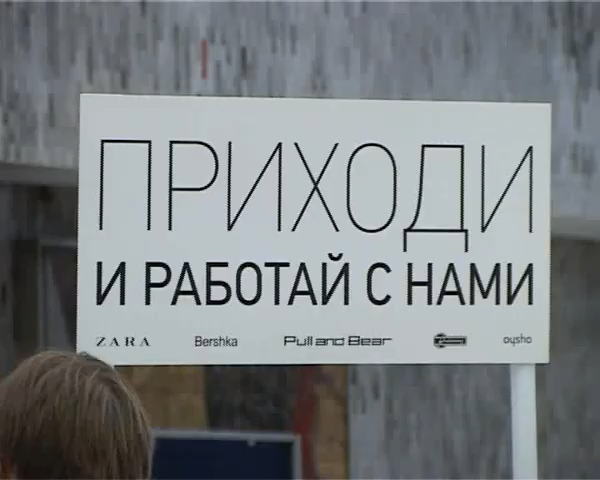 ПРИХОДИ
И РАБОТАЙ С НАМИ
ZARA Bershka Pull and Bear oysho